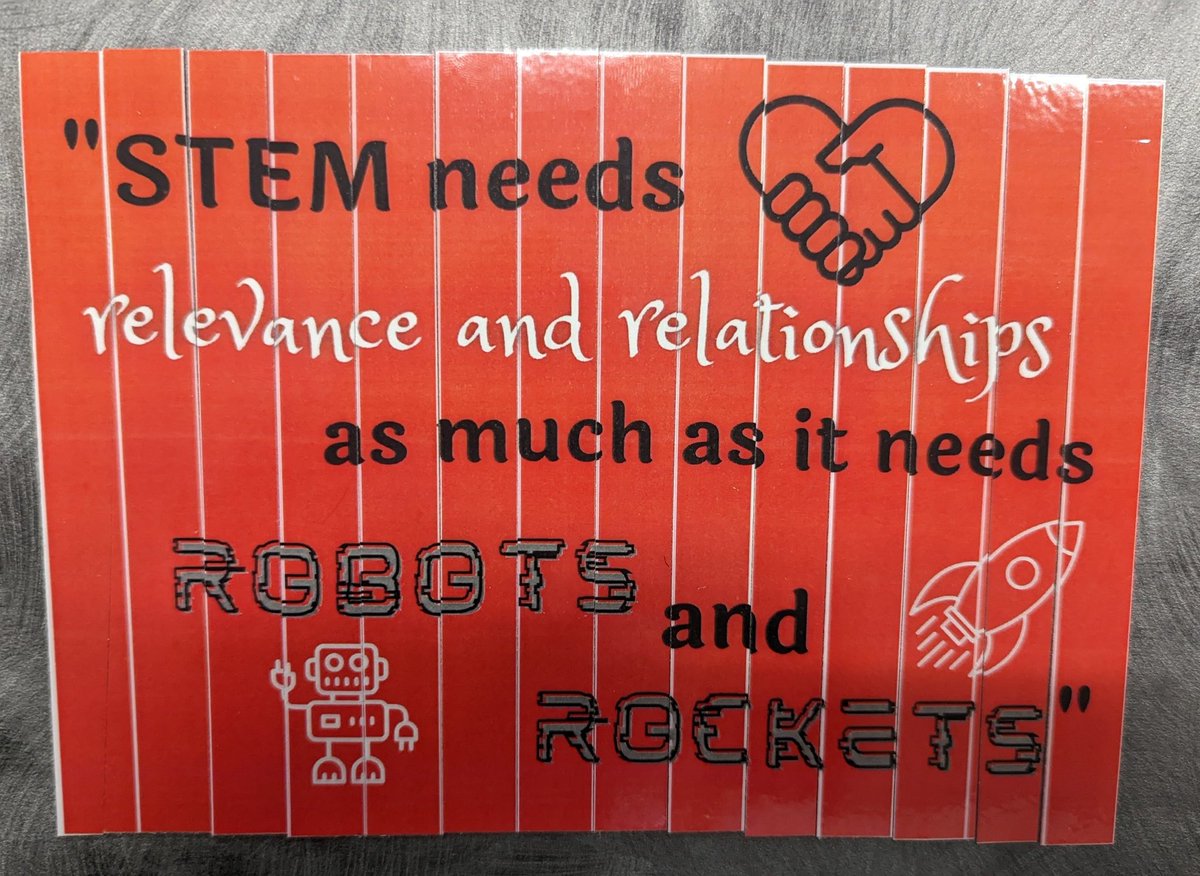 "STEM needs
relevance and relationships
as much as it needs
ROBOTS
and
ROCKETS"